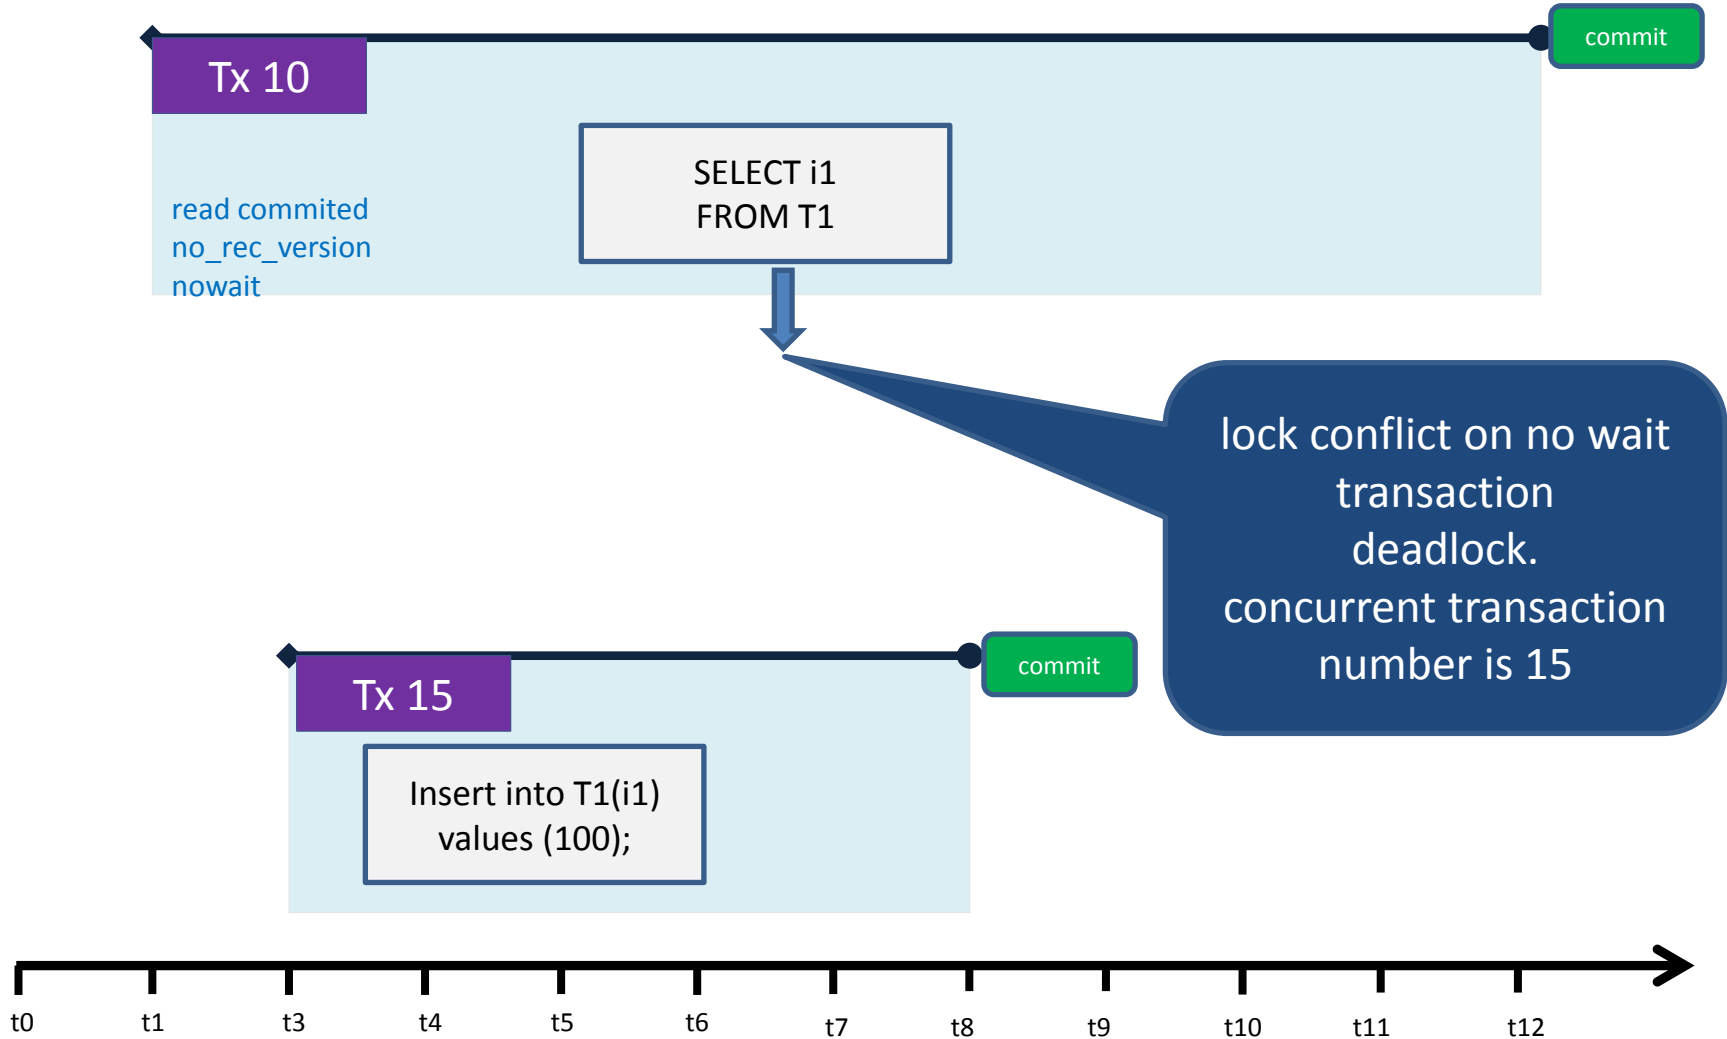 commit
Tx 10
SELECT i1
FROM T1
read commited
no_rec_version
nowait
lock conflict on no wait
transaction
deadlock.
concurrent transaction
number is 15
commit
Tx 15
Insert into T1(i1)
values (100);
t0 t1 t3 t4 t5 t6 t7 t8 t9 t10 t11 t12